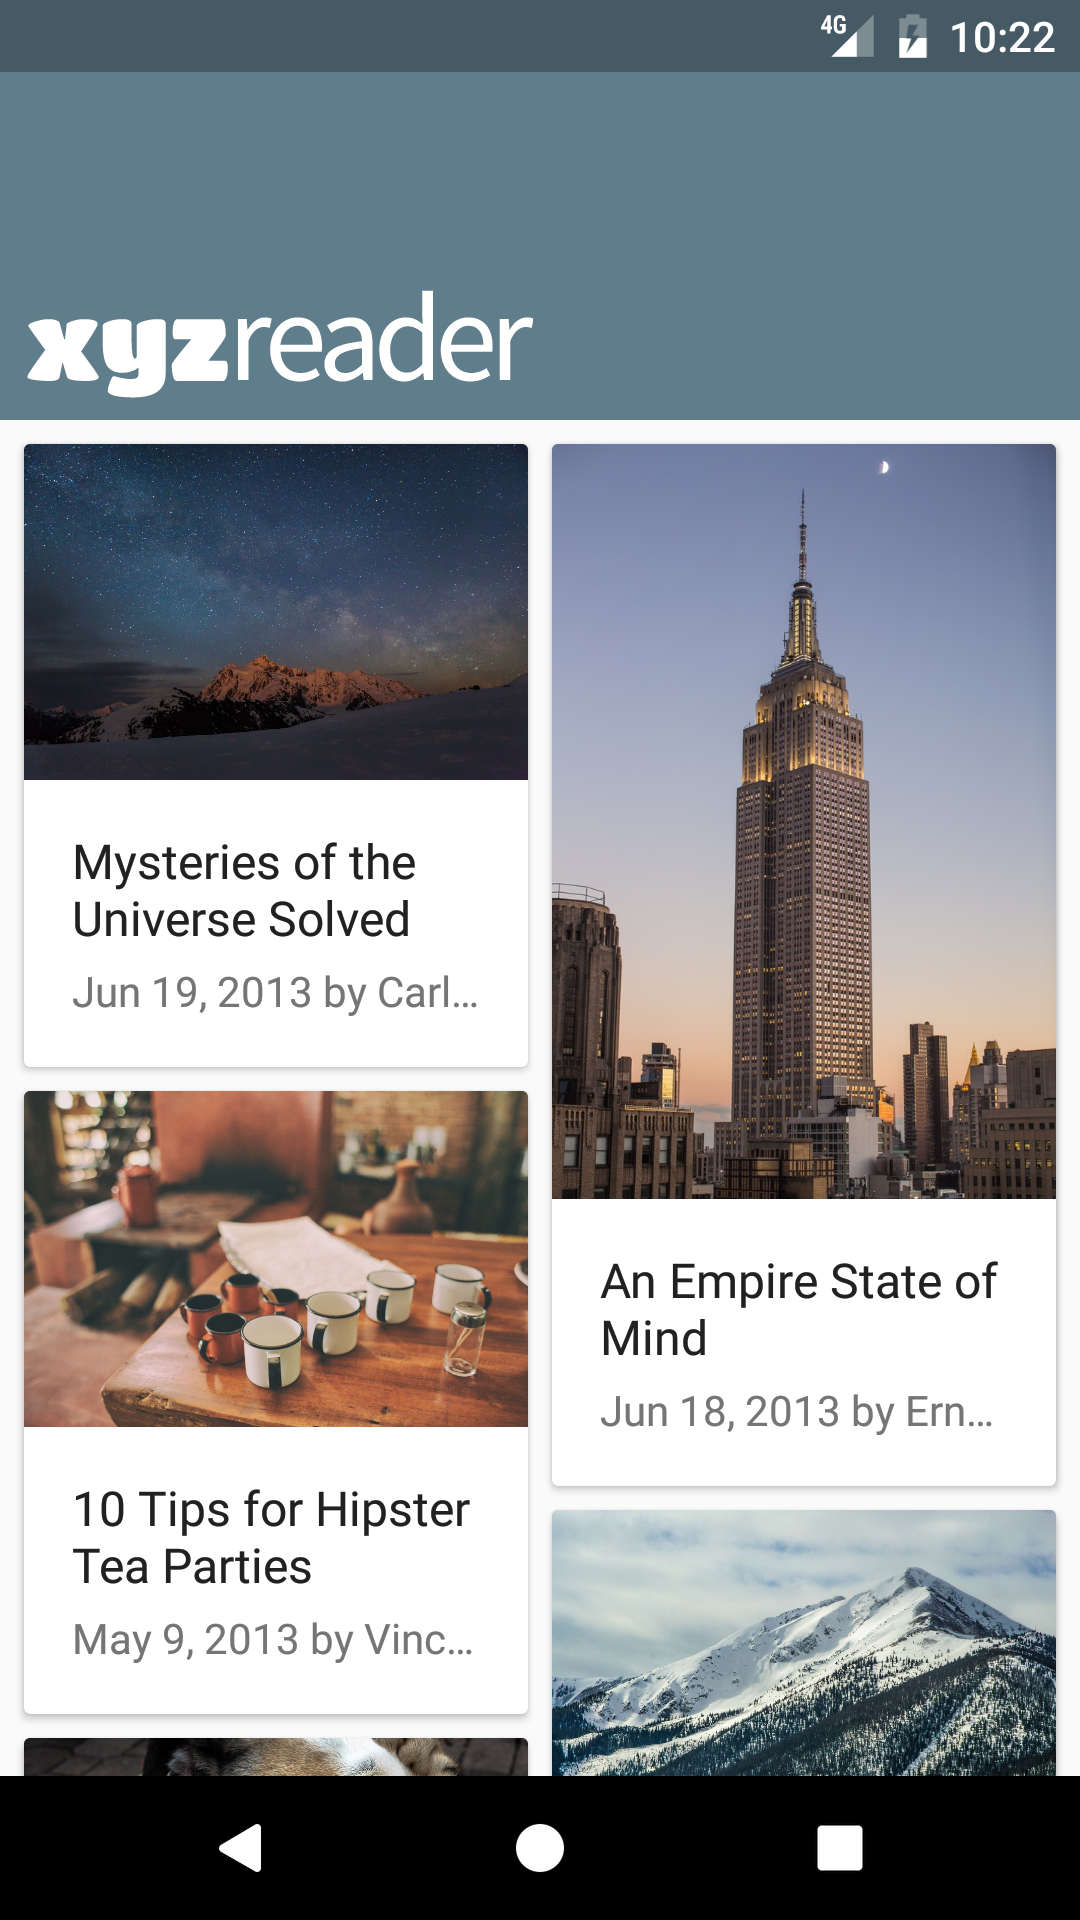 4G 10:22
xyzreader
Mysteries of the
Universe Solved
Jun 19, 2013 by Carl...
An Empire State of
Mind
Jun 18, 2013 by Ern...
10 Tips for Hipster
Tea Parties
May 9, 2013 by Vinc...